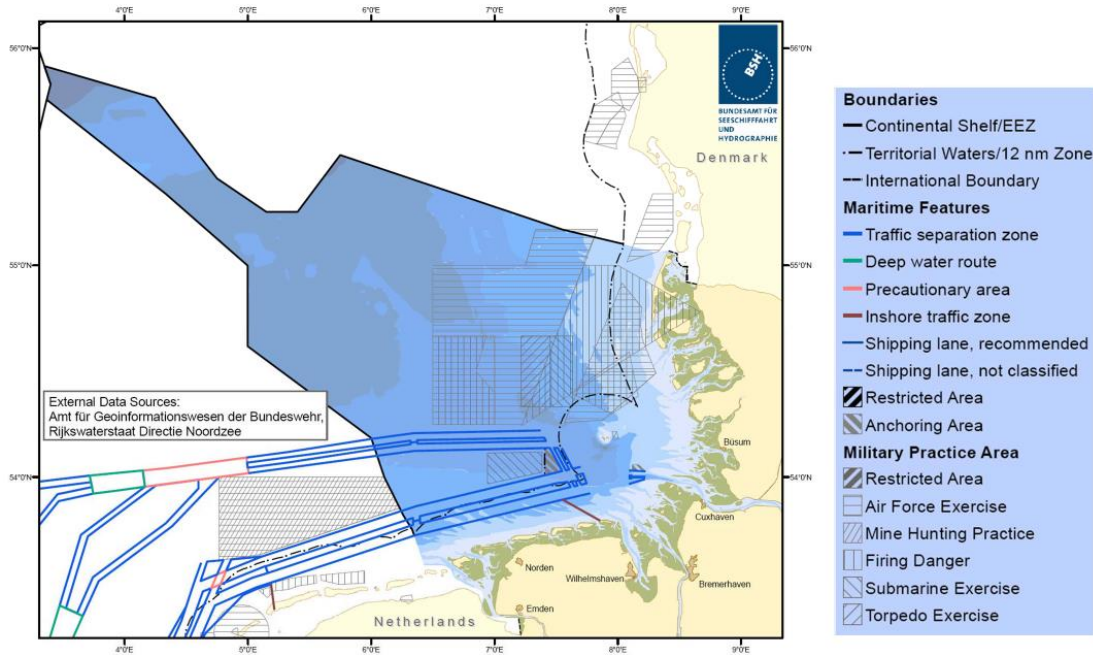 4°0'E 5°0'E 6°0'E 7°0'E 8°0'E 9°0'E
56°0'N 56°0'N
BSH
BUNDESAMT FÜR
SEESCHIFFFAHRT
UND
HYDROGRAPHIE
Denmark
55°0'N 55°0'N
External Data Sources:
Amt für Geoinformationswesen der Bundeswehr,
Rijkswaterstaat Directie Noordzee
Büsum
54°0'N 54°0'N
Cuxhaven
Norden
Wilhelmshaven
Bremerhaven
Emden
Netherlands
4°0'E 5°0'E 6°0'E 7°0'E 8°0'E 9°0'E
Boundaries
Continental Shelf/EEZ
Territorial Waters/12 nm Zone
International Boundary
Maritime Features
Traffic separation zone
Deep water route
Precautionary area
Inshore traffic zone
Shipping lane, recommended
Shipping lane, not classified
Restricted Area
Anchoring Area
Military Practice Area
Restricted Area
Air Force Exercise
Mine Hunting Practice
Firing Danger
Submarine Exercise
Torpedo Exercise